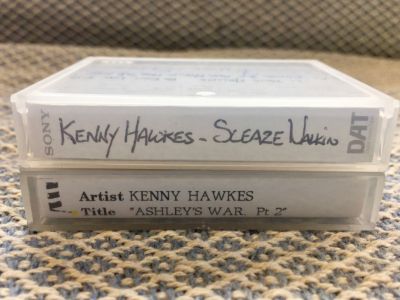 SONY
KENNY HAWKES - SLEAZE WALKIN
DAT
Artist KENNY HAWKES
Title "ASHLEY'S WAR. Pt 2"